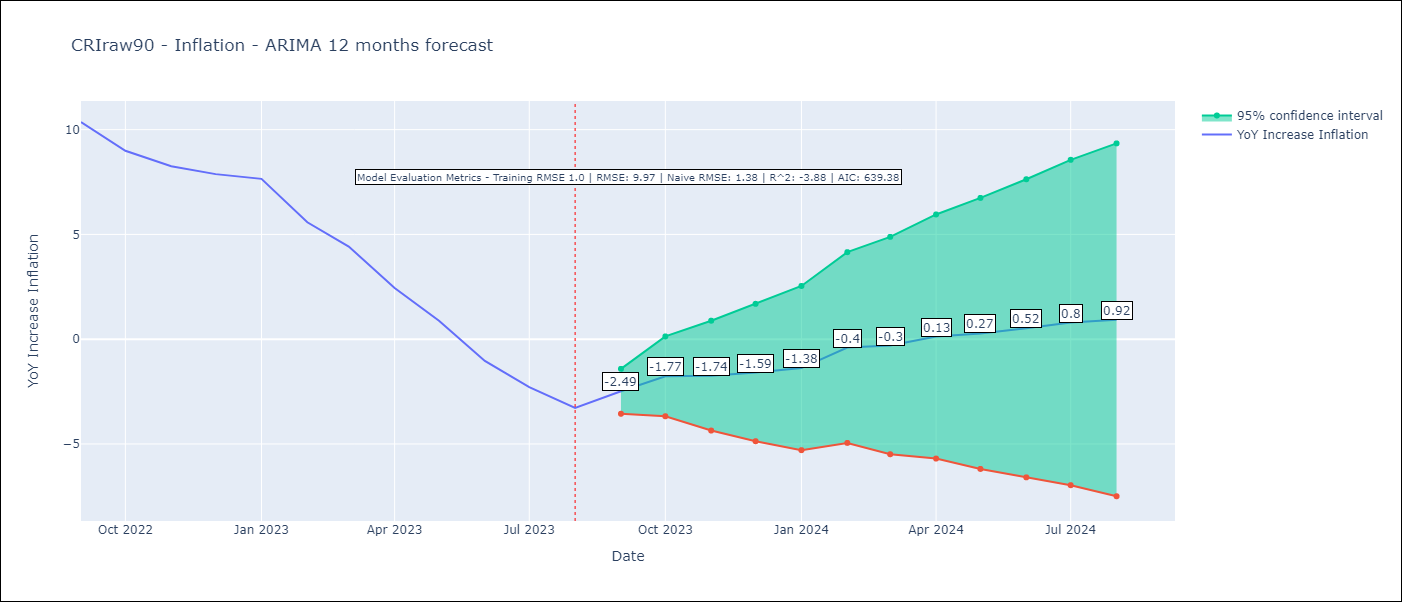 CRIraw90 - Inflation - ARIMA 12 months forecast
95% confidence interval
YoY Increase Inflation
Model Evaluation Metrics - Training RMSE 1.0 | RMSE: 9.97 | Naive RMSE: 1.38 | R^2: -3.88 | AIC: 639.38
YoY Increase Inflation
10
5
0
−5
-2.49
-1.77
-1.74
-1.59
-1.38
-0.4
-0.3
0.13
0.27
0.52
0.8
0.92
Oct 2022
Jan 2023
Apr 2023
Jul 2023
Oct 2023
Jan 2024
Apr 2024
Jul 2024
Date